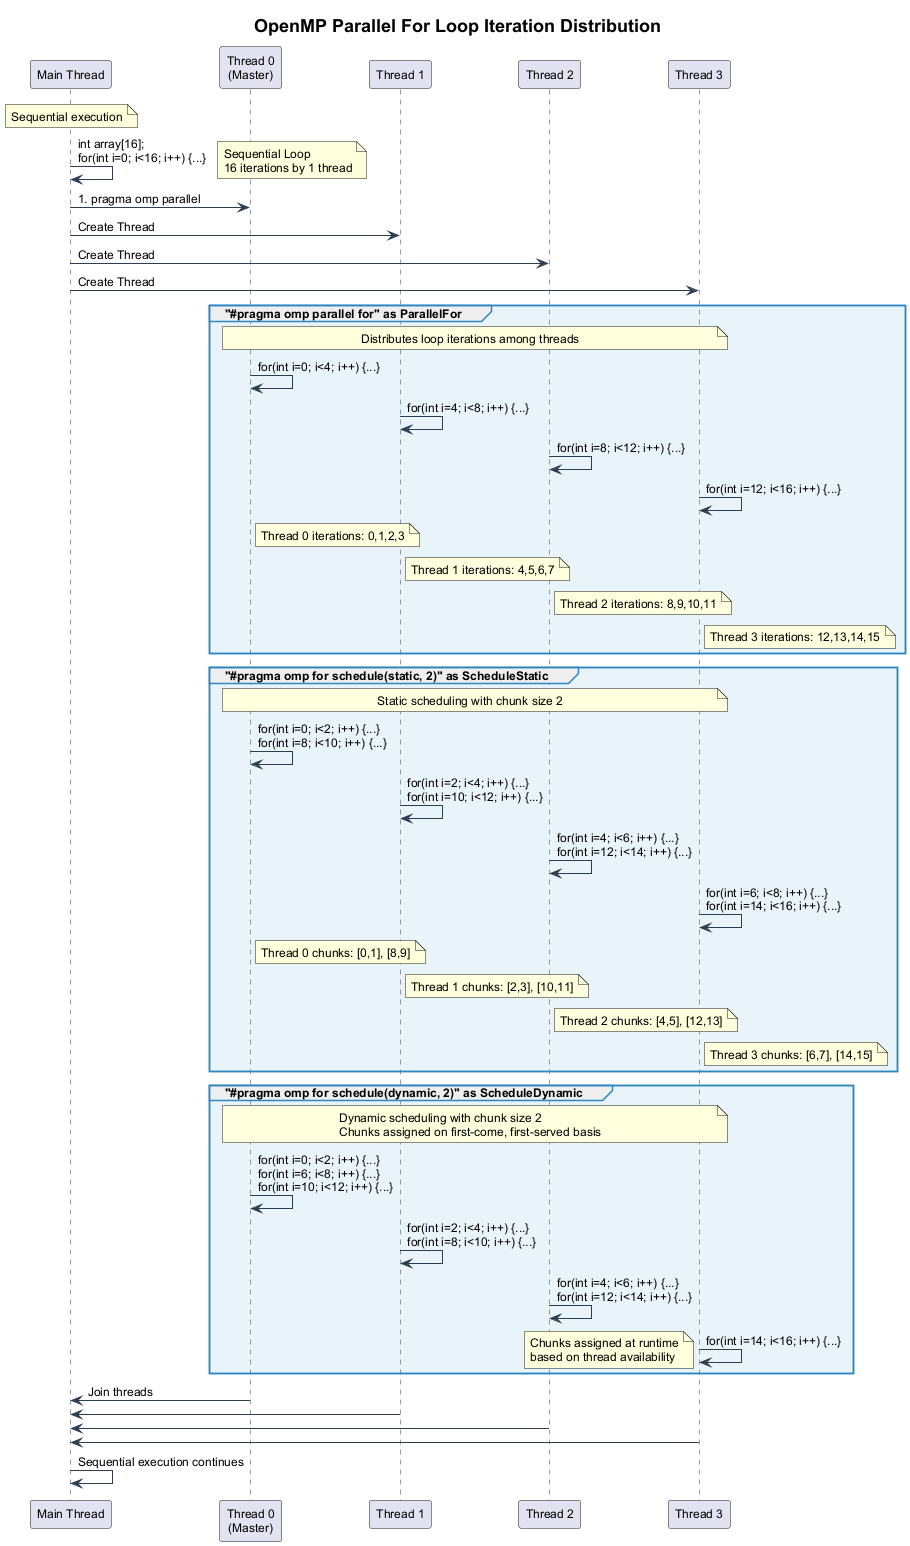 OpenMP Parallel For Loop Iteration Distribution
Main Thread
Thread 0
(Master)
Thread 1
Thread 2
Thread 3
Sequential execution
int array[16];
for(int i=0; i<16; i++) {...}
Sequential Loop
16 iterations by 1 thread
1. pragma omp parallel
Create Thread
Create Thread
Create Thread
"#pragma omp parallel for" as ParallelFor
Distributes loop iterations among threads
for(int i=0; i<4; i++) {...}
for(int i=4; i<8; i++) {...}
for(int i=8; i<12; i++) {...}
for(int i=12; i<16; i++) {...}
Thread 0 iterations: 0,1,2,3
Thread 1 iterations: 4,5,6,7
Thread 2 iterations: 8,9,10,11
Thread 3 iterations: 12,13,14,15
"#pragma omp for schedule(static, 2)" as ScheduleStatic
Static scheduling with chunk size 2
for(int i=0; i<2; i++) {...}
for(int i=8; i<10; i++) {...}
for(int i=2; i<4; i++) {...}
for(int i=10; i<12; i++) {...}
for(int i=4; i<6; i++) {...}
for(int i=12; i<14; i++) {...}
for(int i=6; i<8; i++) {...}
for(int i=14; i<16; i++) {...}
Thread 0 chunks: [0,1], [8,9]
Thread 1 chunks: [2,3], [10,11]
Thread 2 chunks: [4,5], [12,13]
Thread 3 chunks: [6,7], [14,15]
"#pragma omp for schedule(dynamic, 2)" as ScheduleDynamic
Dynamic scheduling with chunk size 2
Chunks assigned on first-come, first-served basis
for(int i=0; i<2; i++) {...}
for(int i=6; i<8; i++) {...}
for(int i=10; i<12; i++) {...}
for(int i=2; i<4; i++) {...}
for(int i=8; i<10; i++) {...}
for(int i=4; i<6; i++) {...}
for(int i=12; i<14; i++) {...}
Chunks assigned at runtime
based on thread availability
for(int i=14; i<16; i++) {...}
Join threads
Sequential execution continues
Main Thread
Thread 0
(Master)
Thread 1
Thread 2
Thread 3